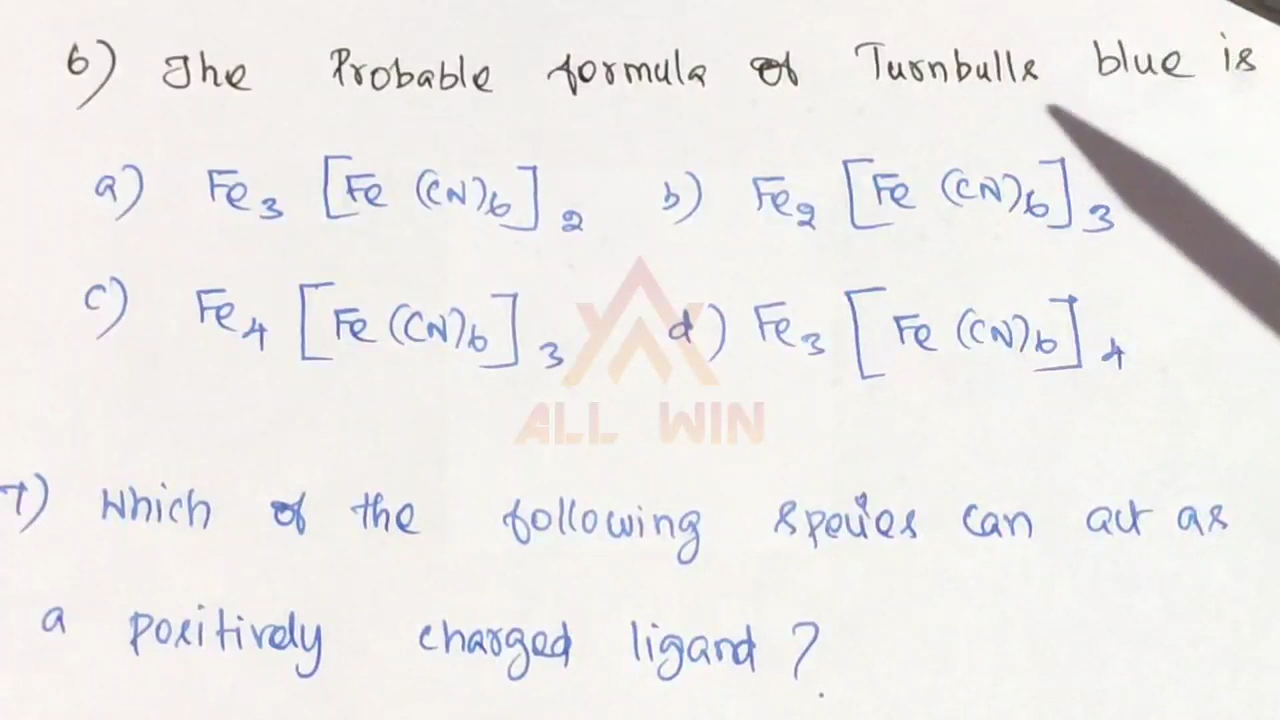 6) The Probable formula of Turnbulls blue is
a) Fe3 [Fe (CN)6]2 b) Fe2 [Fe (CN)6]3
c) Fe4 [Fe (CN)6]3 d) Fe3 [Fe (CN)6]4
ALL WIN
7) Which of the following species can act as
a positively charged ligand ?